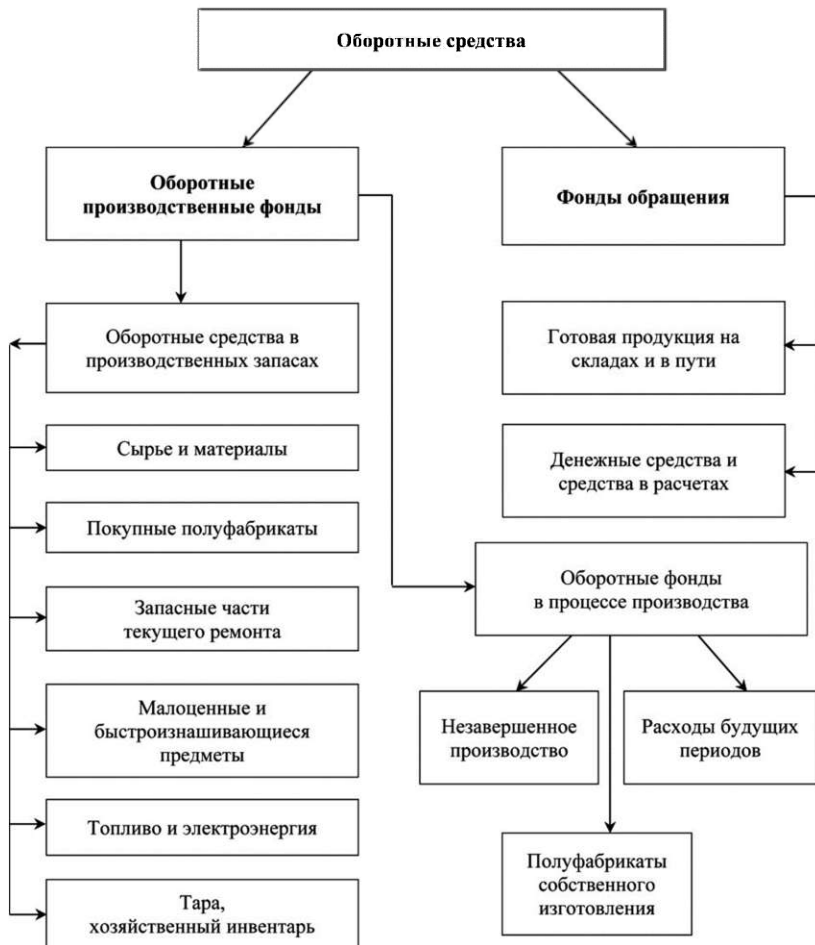 Оборотные средства
Оборотные
производственные фонды
Фонды обращения
Оборотные средства в
производственных запасах
Готовая продукция на
складах и в пути
Сырье и материалы
Денежные средства и
средства в расчетах
Покупные полуфабрикаты
Оборотные фонды
в процессе производства
Запасные части
текущего ремонта
Малоценные и
быстроизнашивающиеся
предметы
Незавершенное
производство
Расходы будущих
периодов
Топливо и электроэнергия
Полуфабрикаты
собственного
изготовления
Тара,
хозяйственный инвентарь